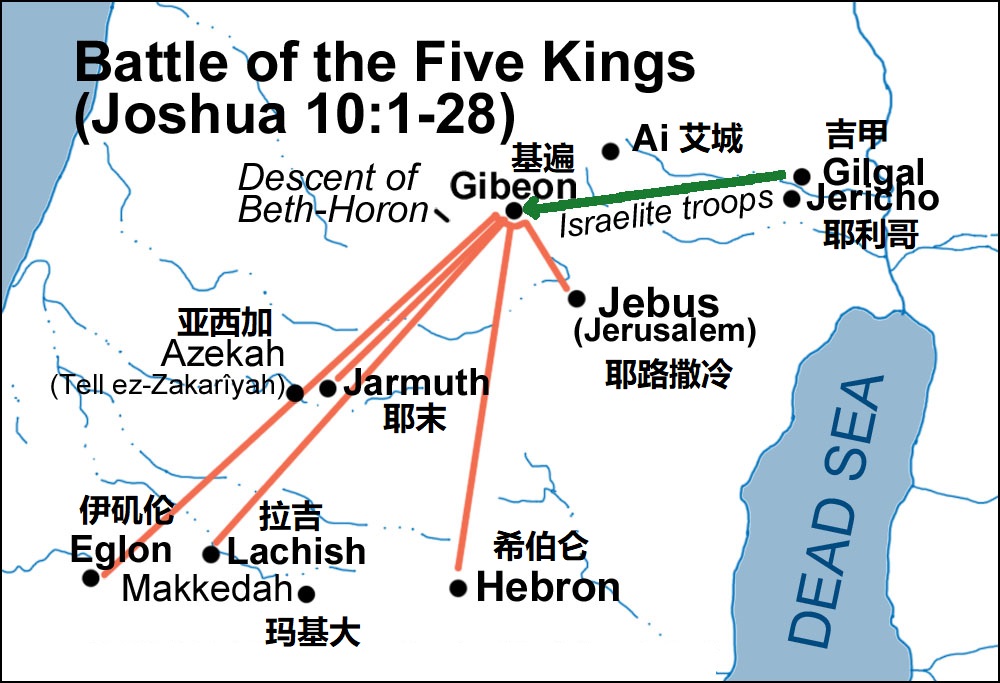 Battle of the Five Kings
(Joshua 10:1-28)
Ai 艾城
吉甲
Gilgal
Jericho
耶利哥
基遍
Gibeon
Descent of
Beth-Horon
Israelite troops
Jebus
(Jerusalem)
耶路撒冷
亚西加
Azekah
(Tell ez-Zakarîyah)
Jarmuth
耶末
伊矶伦
Eglon
拉吉
Lachish
希伯仑
Hebron
Makkedah
玛基大
DEAD SEA